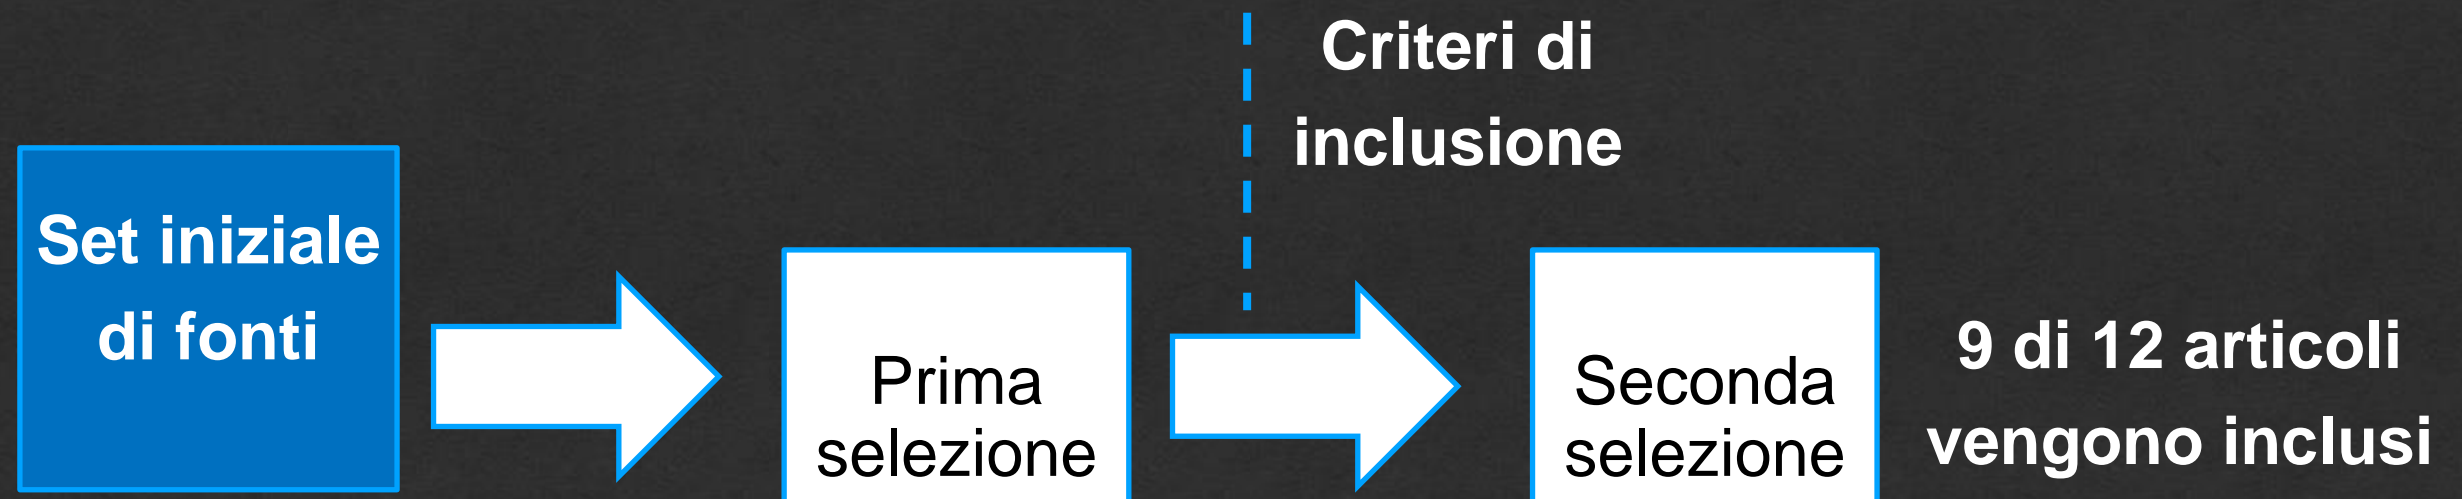 Criteri di
inclusione
Set iniziale
di fonti
Prima
selezione
Seconda
selezione
9 di 12 articoli
vengono inclusi